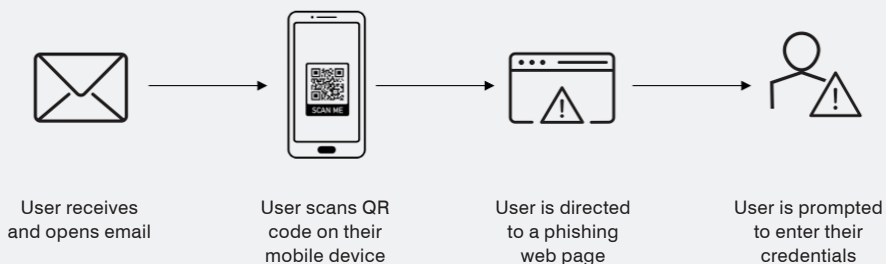 SCAN ME
User receives
and opens email
User scans QR
code on their
mobile device
User is directed
to a phishing
web page
User is prompted
to enter their
credentials